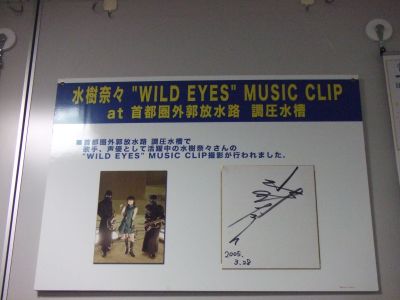 水樹奈々 "WILD EYES" MUSIC CLIP
at 首都圏外郭放水路 調圧水槽
■首都圏外郭放水路 調圧水槽で
歌手、声優として活躍中の水樹奈々さんの
"WILD EYES" MUSIC CLIP撮影が行われました。
2005.
3.28